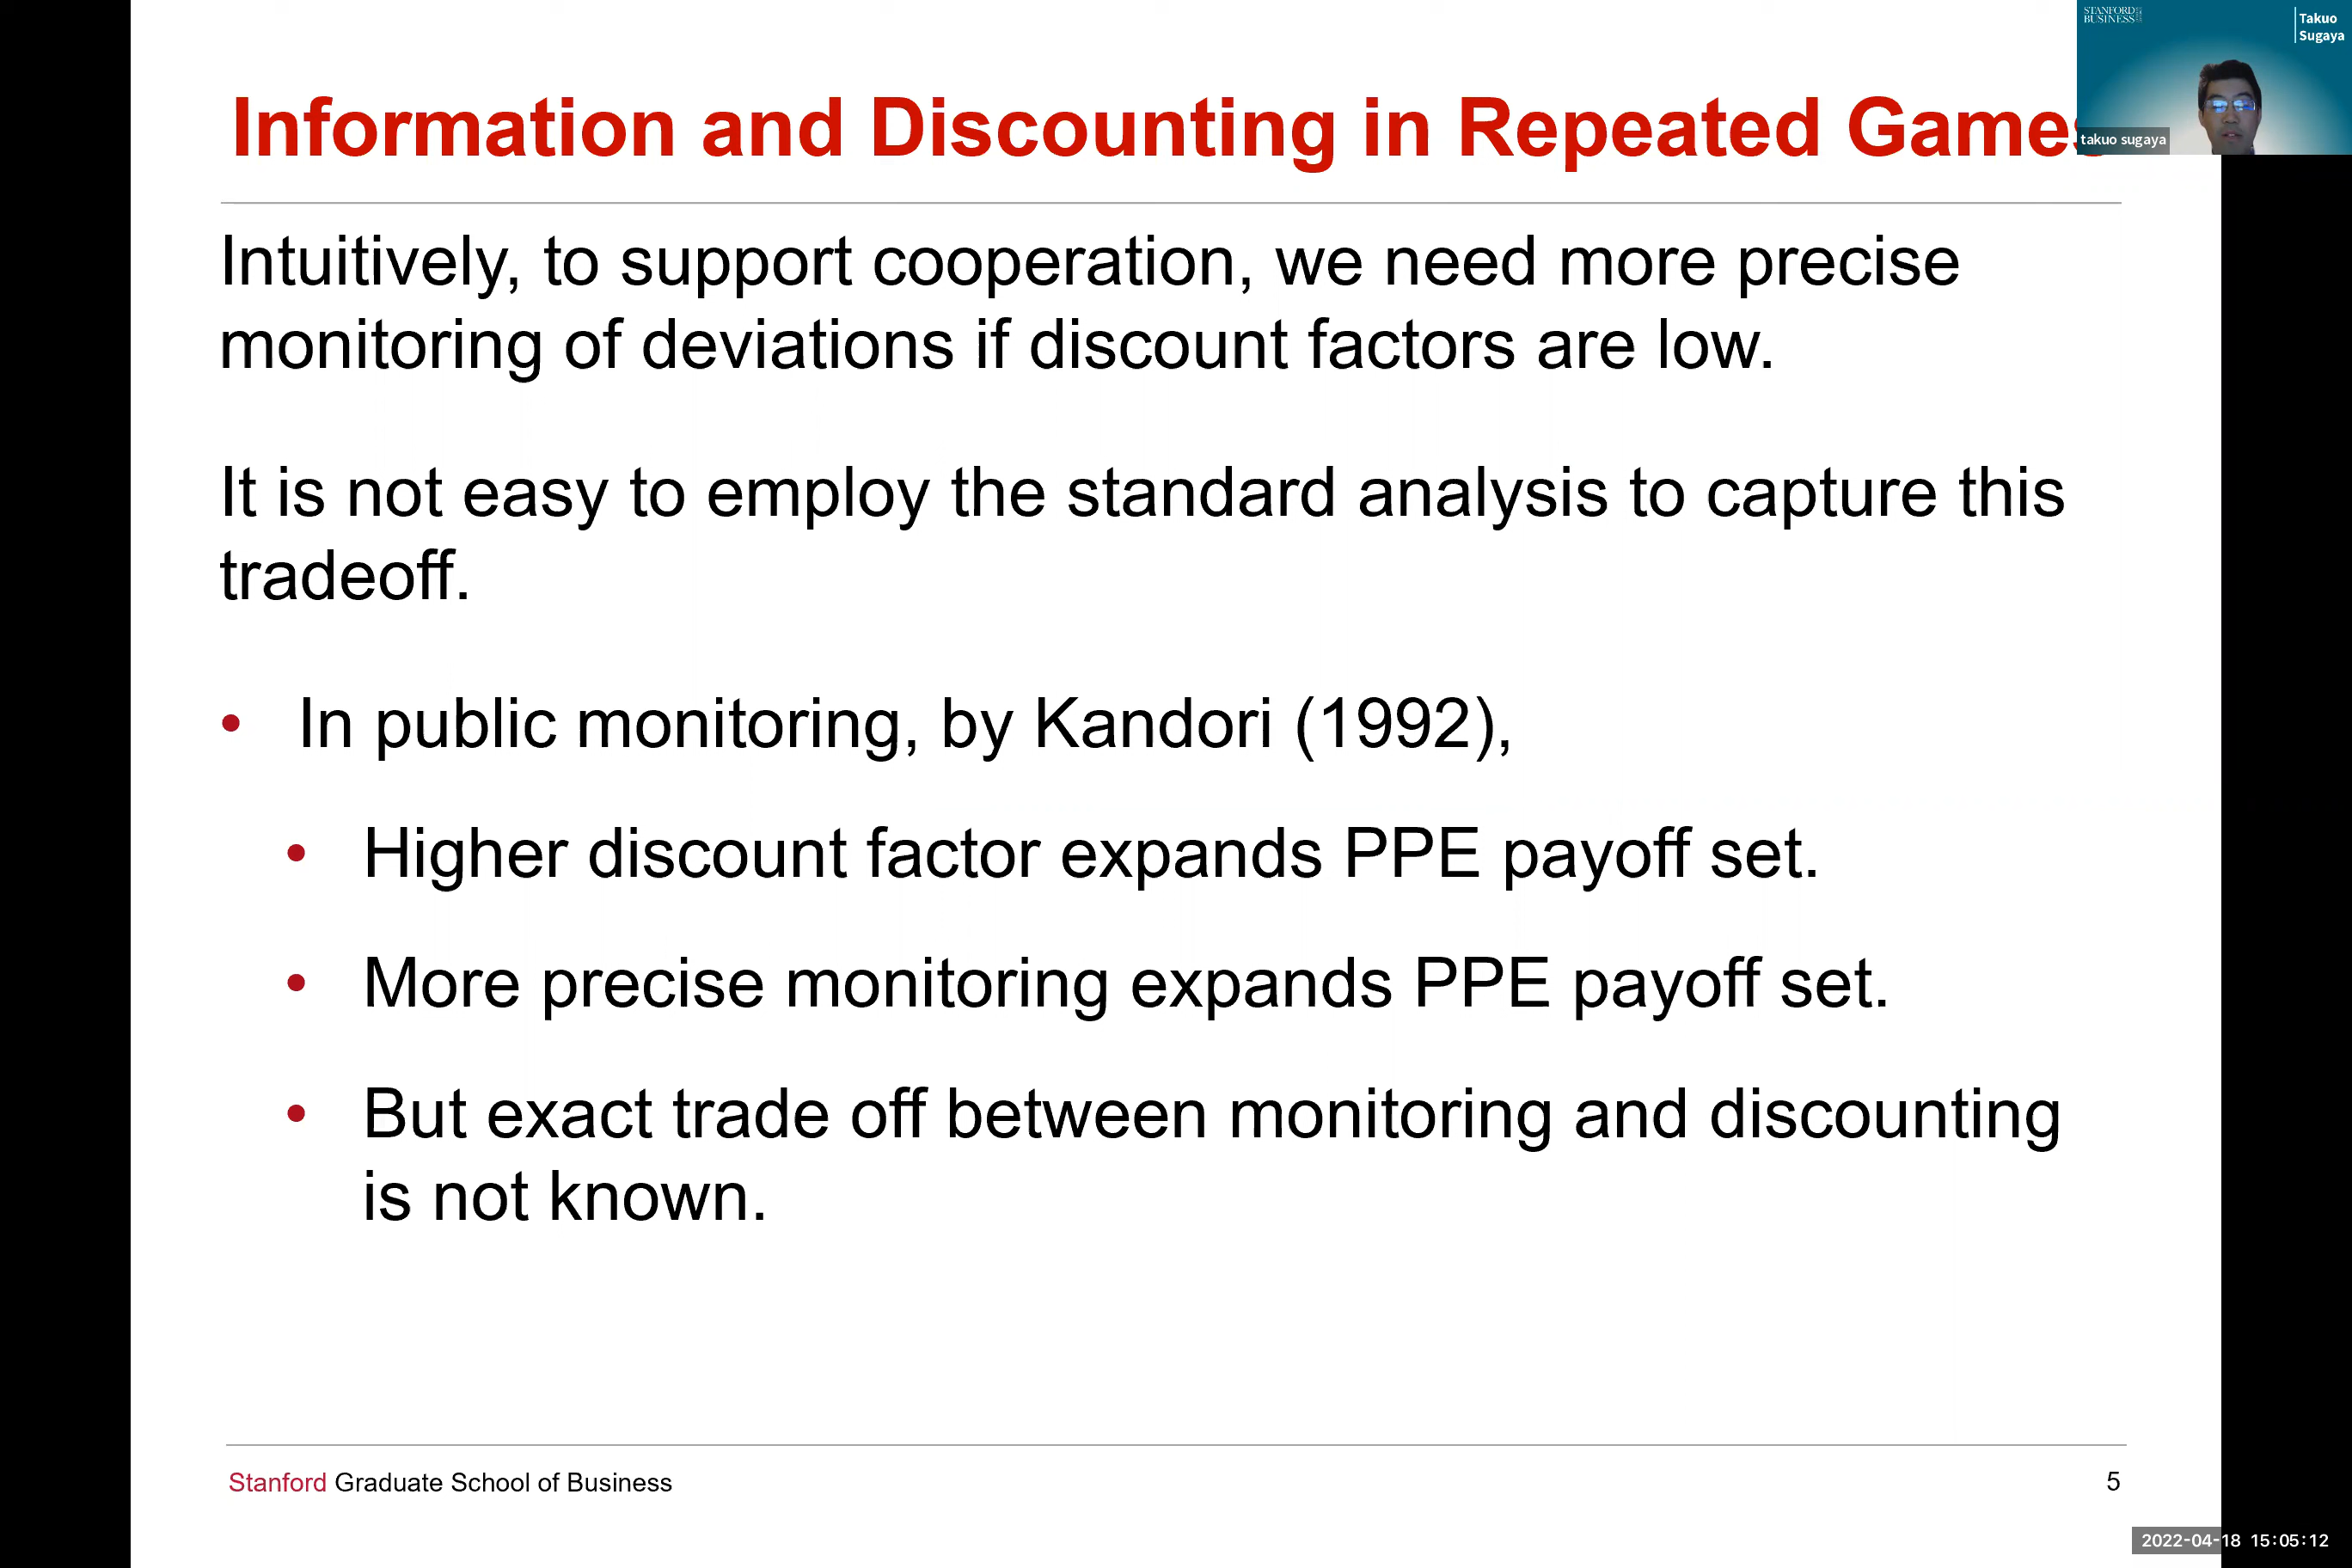 STANFORD
BUSINESS
Takuo
Sugaya
takuo sugaya
Information and Discounting in Repeated Games
Intuitively, to support cooperation, we need more precise
monitoring of deviations if discount factors are low.
It is not easy to employ the standard analysis to capture this
tradeoff.
• In public monitoring, by Kandori (1992),
• Higher discount factor expands PPE payoff set.
• More precise monitoring expands PPE payoff set.
• But exact trade off between monitoring and discounting
is not known.
Stanford Graduate School of Business
5
2022-04-18 15:05:12